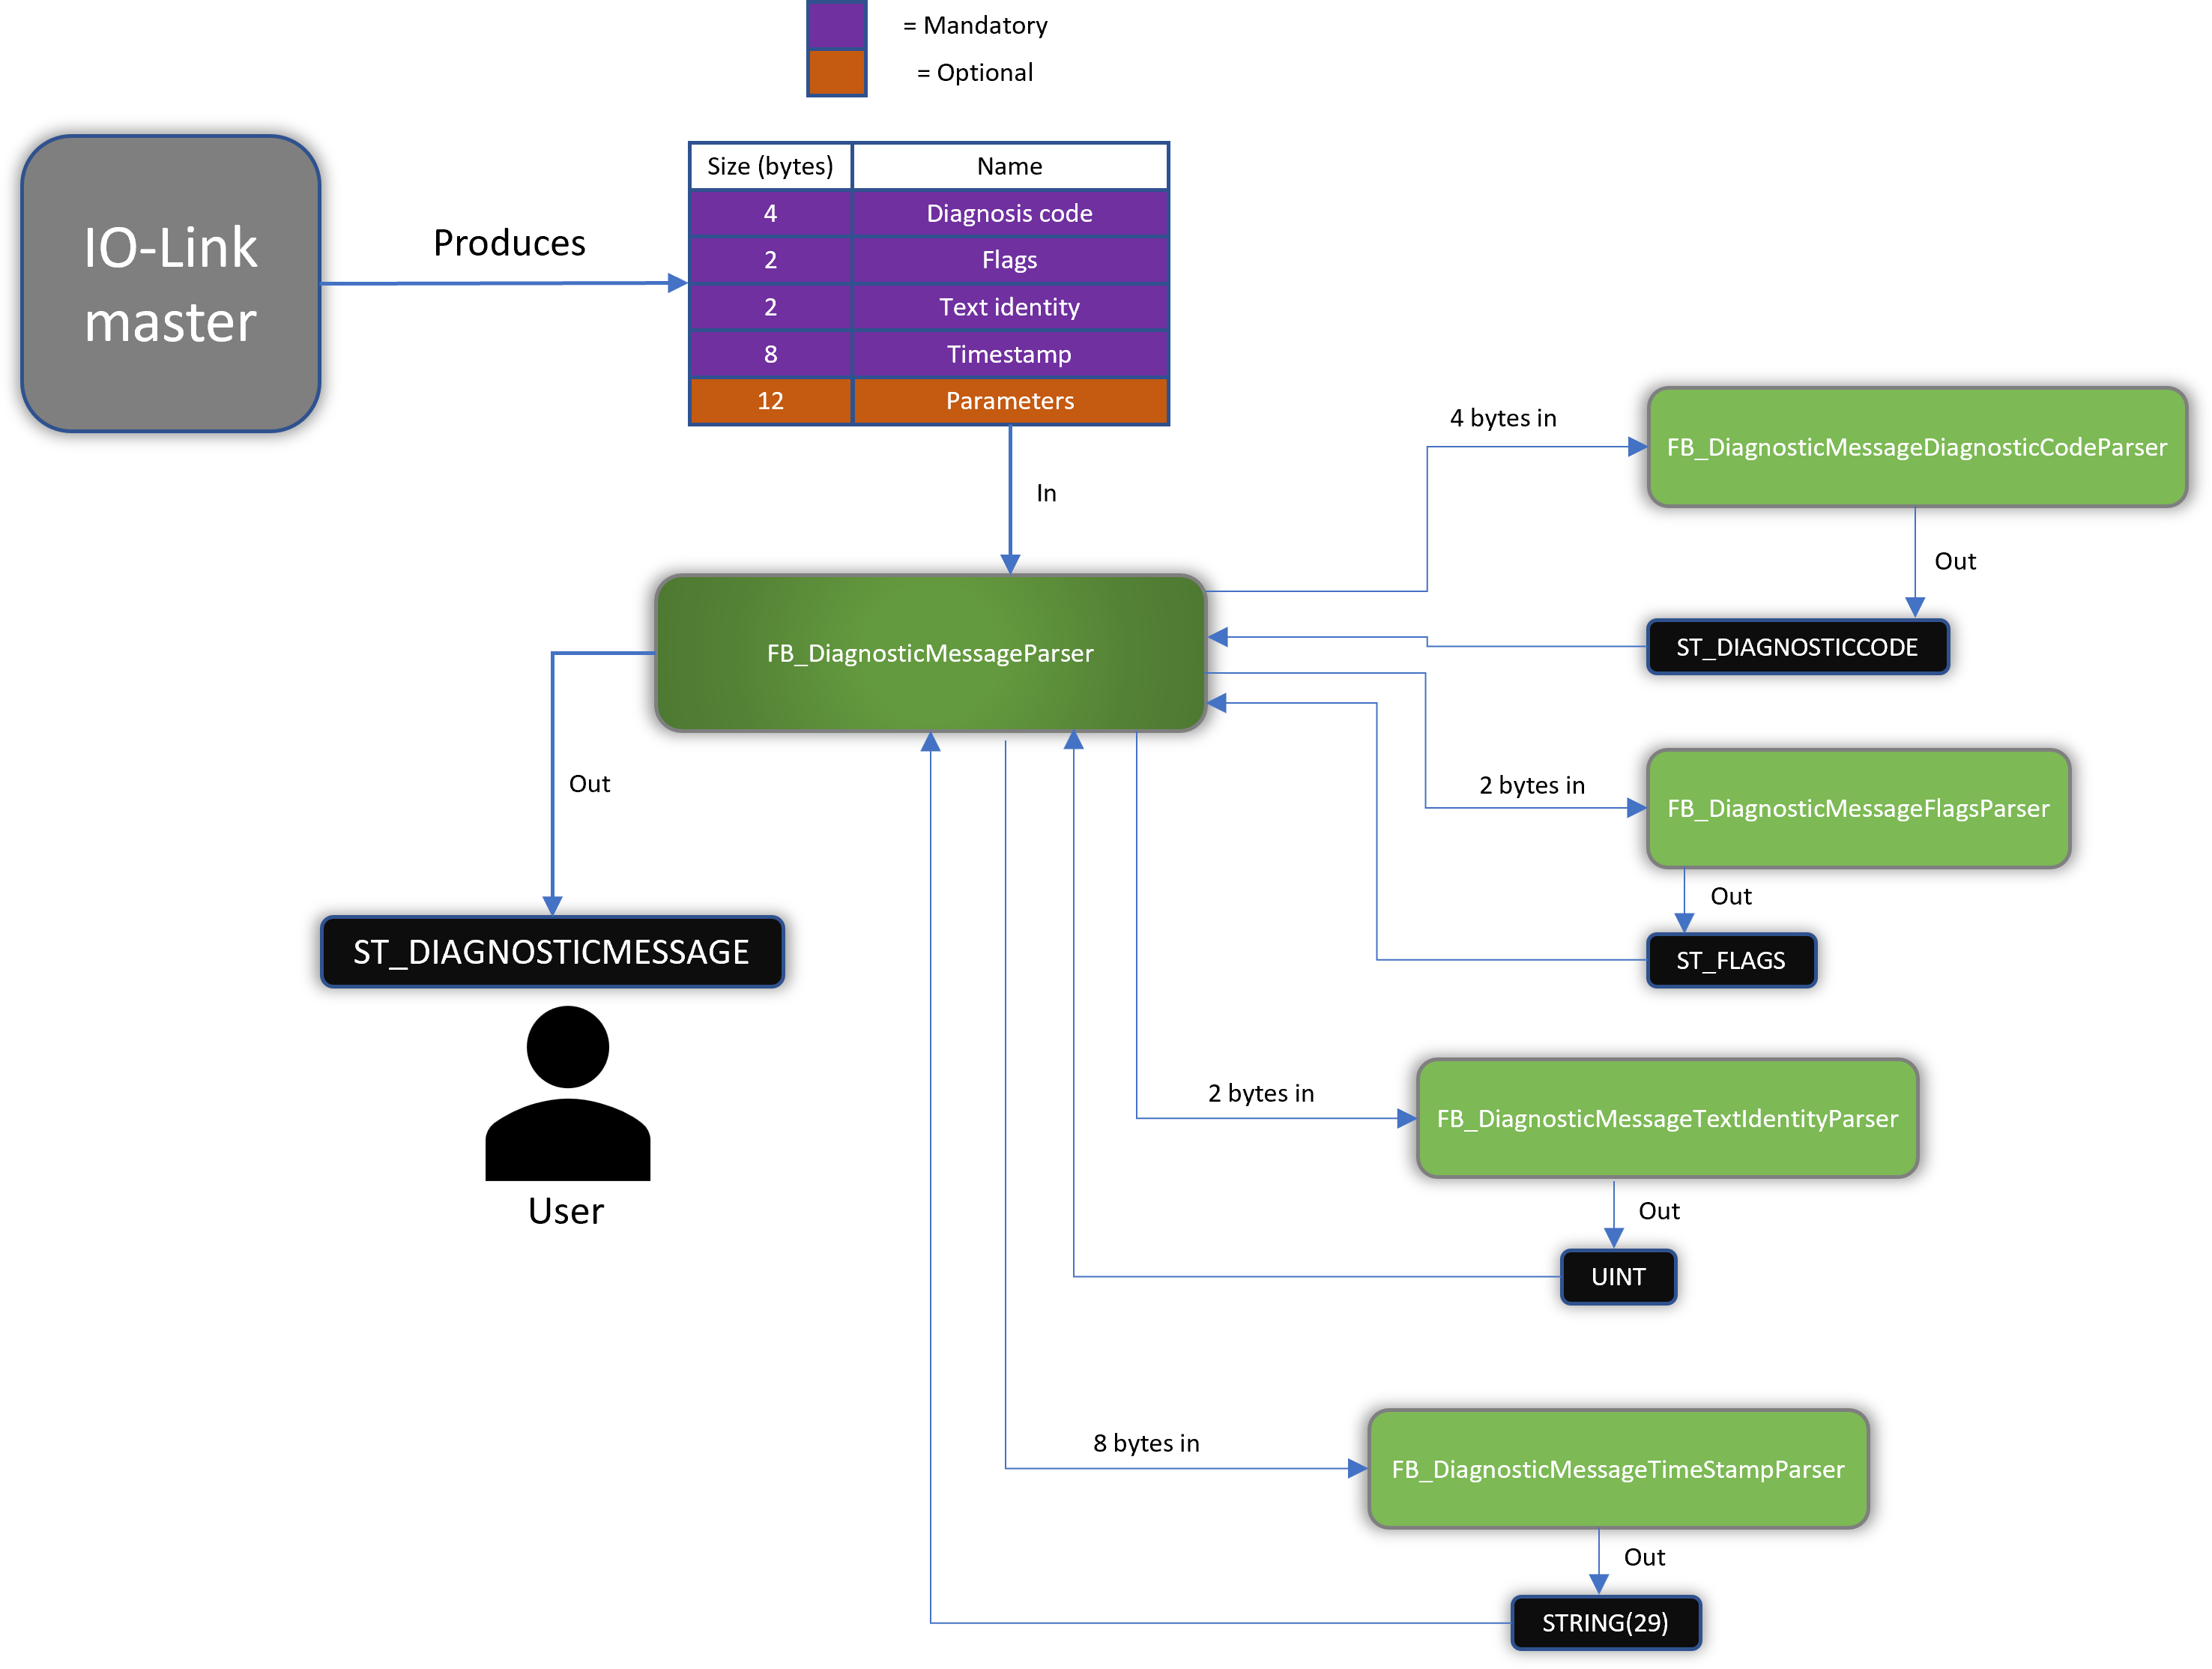 = Mandatory
= Optional
IO-Link
master
Produces
Size (bytes) Name
4 Diagnosis code
2 Flags
2 Text identity
8 Timestamp
12 Parameters
In
4 bytes in
FB_DiagnosticMessageDiagnosticCodeParser
Out
ST_DIAGNOSTICCODE
FB_DiagnosticMessageParser
2 bytes in
FB_DiagnosticMessageFlagsParser
Out
ST_FLAGS
Out
ST_DIAGNOSTICMESSAGE
User
2 bytes in
FB_DiagnosticMessageTextIdentityParser
Out
UINT
8 bytes in
FB_DiagnosticMessageTimeStampParser
Out
STRING(29)